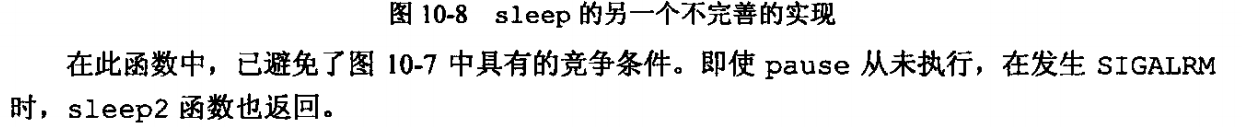 图 10-8 sleep 的另一个不完善的实现
在此函数中，已避免了图 10-7 中具有的竞争条件。即使 pause 从未执行，在发生 SIGALRM
时，sleep2 函数也返回。